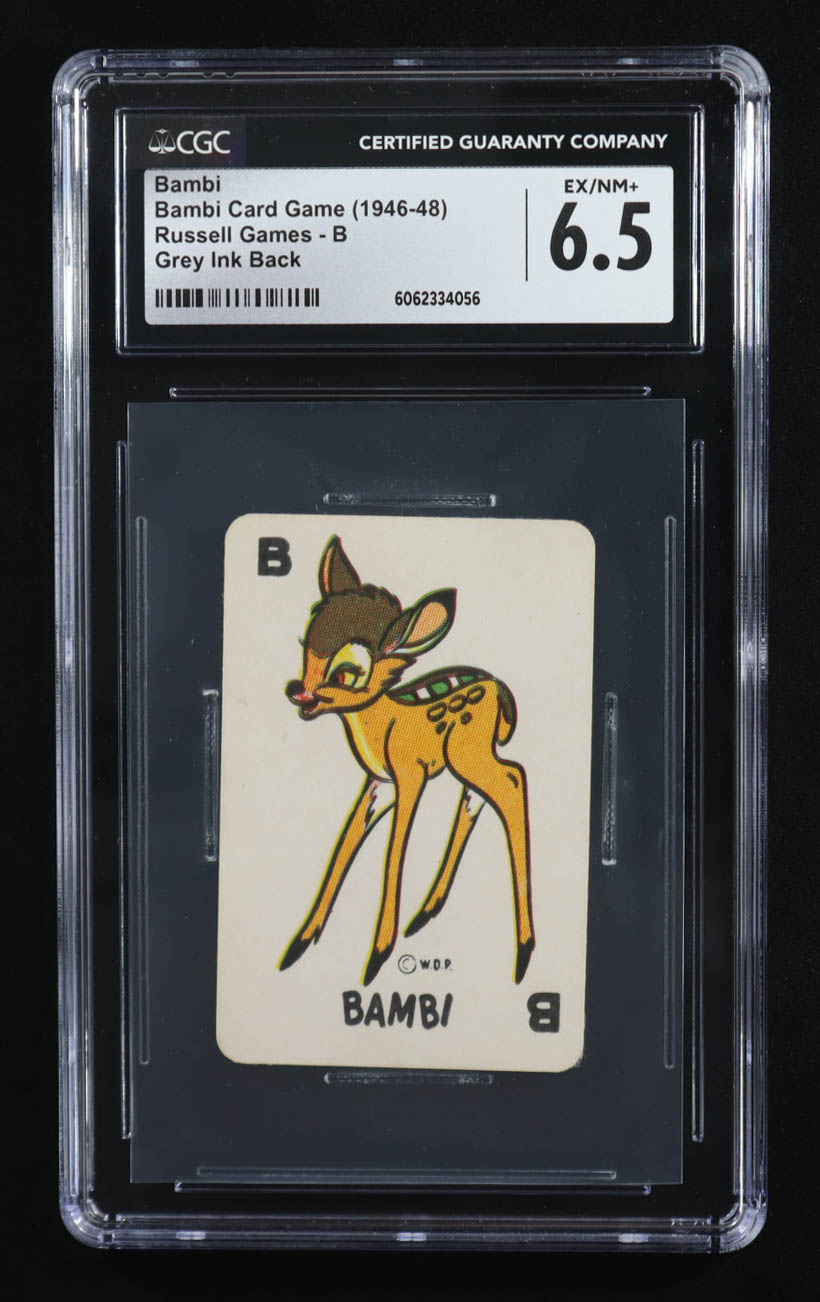 CGC
CERTIFIED GUARANTY COMPANY
Bambi
Bambi Card Game (1946-48)
Russell Games - B
Grey Ink Back
EX/NM+
6.5
6062334056
B
© W.D.P.
BAMBI
B